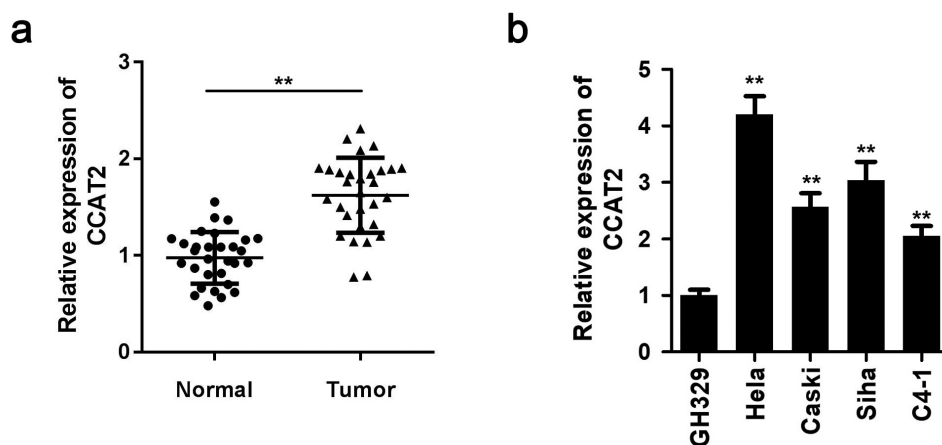 a
Relative expression of
CCAT2
3
2
1
0
**
Normal
Tumor
b
Relative expression of
CCAT2
5
4
3
2
1
0
**
**
**
**
GH329
Hela
Caski
Siha
C4-1